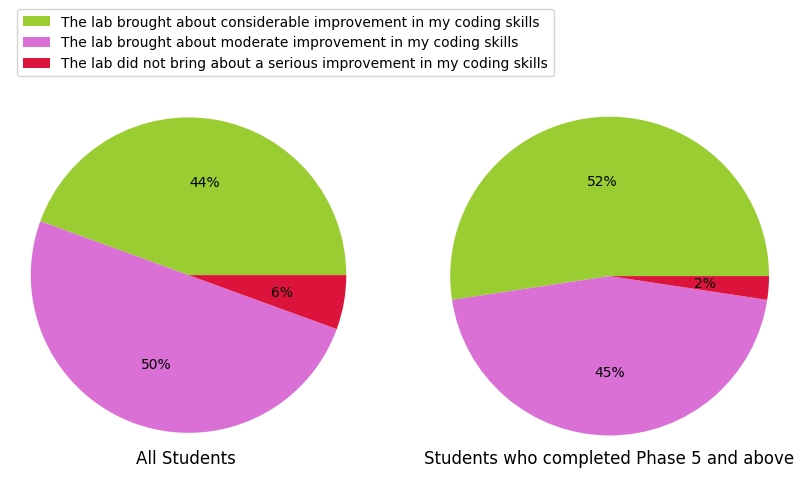 The lab brought about considerable improvement in my coding skills
The lab brought about moderate improvement in my coding skills
The lab did not bring about a serious improvement in my coding skills
44%
6%
50%
All Students
52%
2%
45%
Students who completed Phase 5 and above